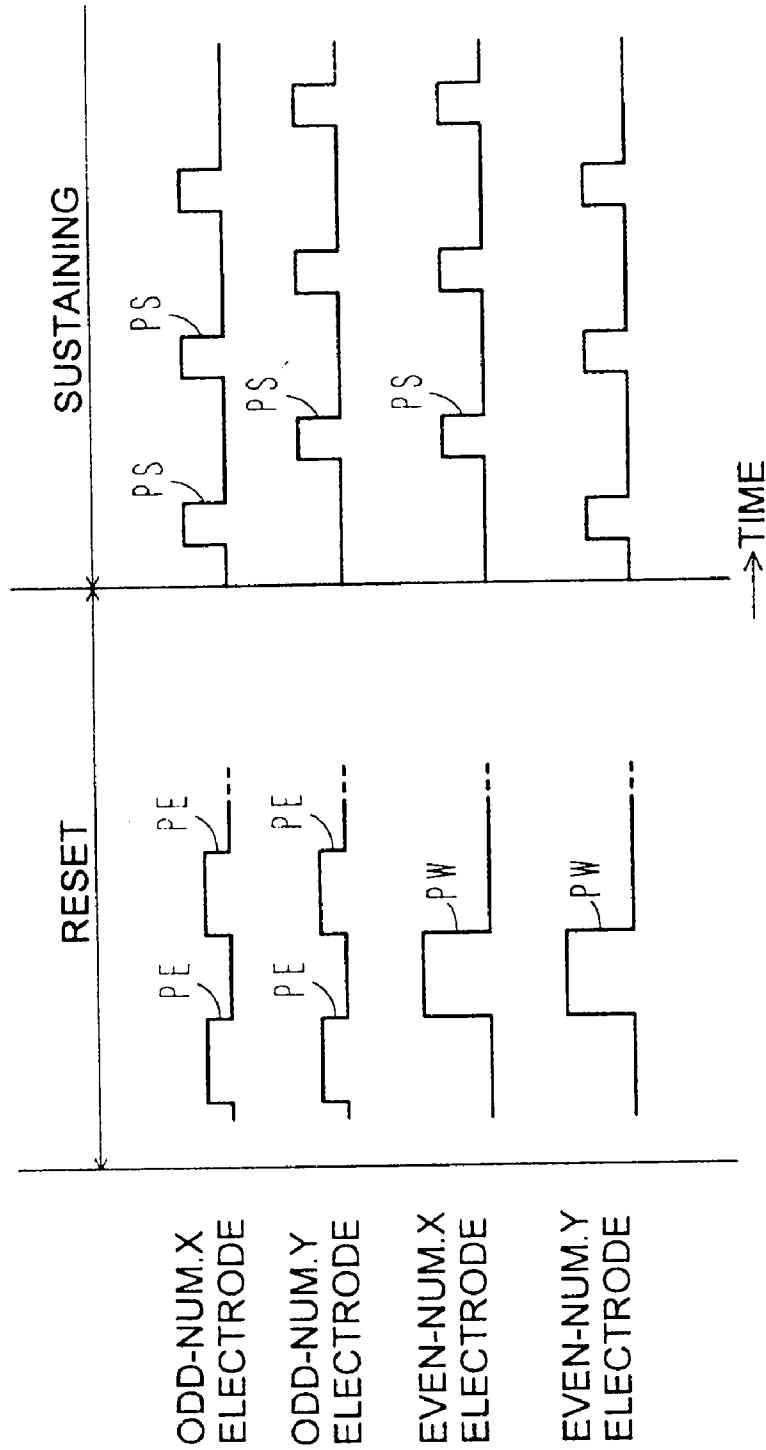 RESET
SUSTAINING
ODD-NUM.X
ELECTRODE
PE
PE
PS
PS
ODD-NUM.Y
ELECTRODE
PE
PE
PS
EVEN-NUM.X
ELECTRODE
PW
PS
EVEN-NUM.Y
ELECTRODE
PW
→TIME